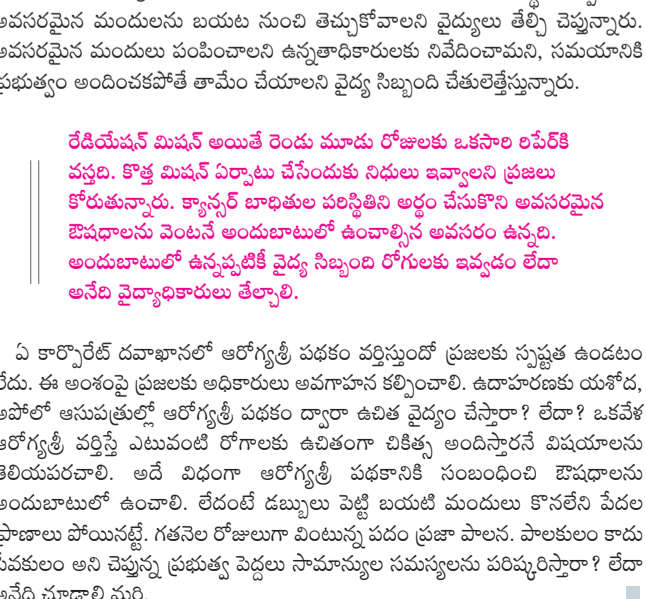 అవసరమైన మందులను బయట నుంచి తెచ్చుకోవాలని వైద్యులు తేల్చి చెప్తున్నారు.
అవసరమైన మందులు పంపించాలని ఉన్నతాధికారులకు నివేదించామని, సమయానికి
ప్రభుత్వం అందించకపోతే తామేం చేయాలని వైద్య సిబ్బంది చేతులెత్తేస్తున్నారు.
రేడియేషన్ మిషన్ అయితే రెండు మూడు రోజులకు ఒకసారి రిపేర్‌కి
వస్తది. కొత్త మిషన్ ఏర్పాటు చేసేందుకు నిధులు ఇవ్వాలని ప్రజలు
కోరుతున్నారు. క్యాన్సర్ బాధితుల పరిస్థితిని అర్థం చేసుకొని అవసరమైన
ఔషధాలను వెంటనే అందుబాటులో ఉంచాల్సిన అవసరం ఉన్నది.
అందుబాటులో ఉన్నప్పటికీ వైద్య సిబ్బంది రోగులకు ఇవ్వడం లేదా
అనేది వైద్యాధికారులు తేల్చాలి.
ఏ కార్పొరేట్ దవాఖానలో ఆరోగ్యశ్రీ పథకం వర్తిస్తుందో ప్రజలకు స్పష్టత ఉండటం
లేదు. ఈ అంశంపై ప్రజలకు అధికారులు అవగాహన కల్పించాలి. ఉదాహరణకు యశోద,
అపోలో ఆసుపత్రుల్లో ఆరోగ్యశ్రీ పథకం ద్వారా ఉచిత వైద్యం చేస్తారా? లేదా? ఒకవేళ
ఆరోగ్యశ్రీ వర్తిస్తే ఎటువంటి రోగాలకు ఉచితంగా చికిత్స అందిస్తారనే విషయాలను
తెలియపరచాలి. అదే విధంగా ఆరోగ్యశ్రీ పథకానికి సంబంధించి ఔషధాలను
అందుబాటులో ఉంచాలి. లేదంటే డబ్బులు పెట్టి బయటి మందులు కొనలేని పేదల
ప్రాణాలు పోయినట్టే. గతనెల రోజులుగా వింటున్న పదం ప్రజా పాలన. పాలకులం కాదు
సేవకులం అని చెప్తున్న ప్రభుత్వ పెద్దలు సామాన్యుల సమస్యలను పరిష్కరిస్తారా? లేదా
అనేది చూడాలి మరి.